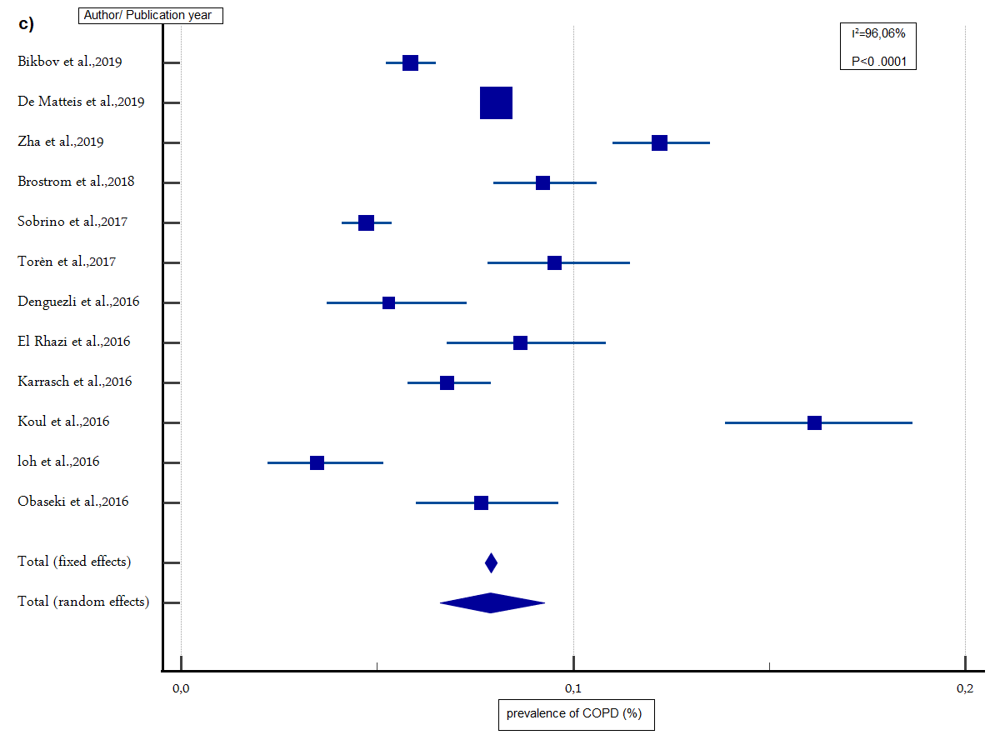 c)
Author/ Publication year
I²=96,06%
P<0 .0001
Bikbov et al.,2019
De Matteis et al.,2019
Zha et al.,2019
Brostrom et al.,2018
Sobrino et al.,2017
Torèn et al.,2017
Denguezli et al.,2016
El Rhazi et al.,2016
Karrasch et al.,2016
Koul et al.,2016
loh et al.,2016
Obaseki et al.,2016
Total (fixed effects)
Total (random effects)
0,0 0,1 0,2
prevalence of COPD (%)